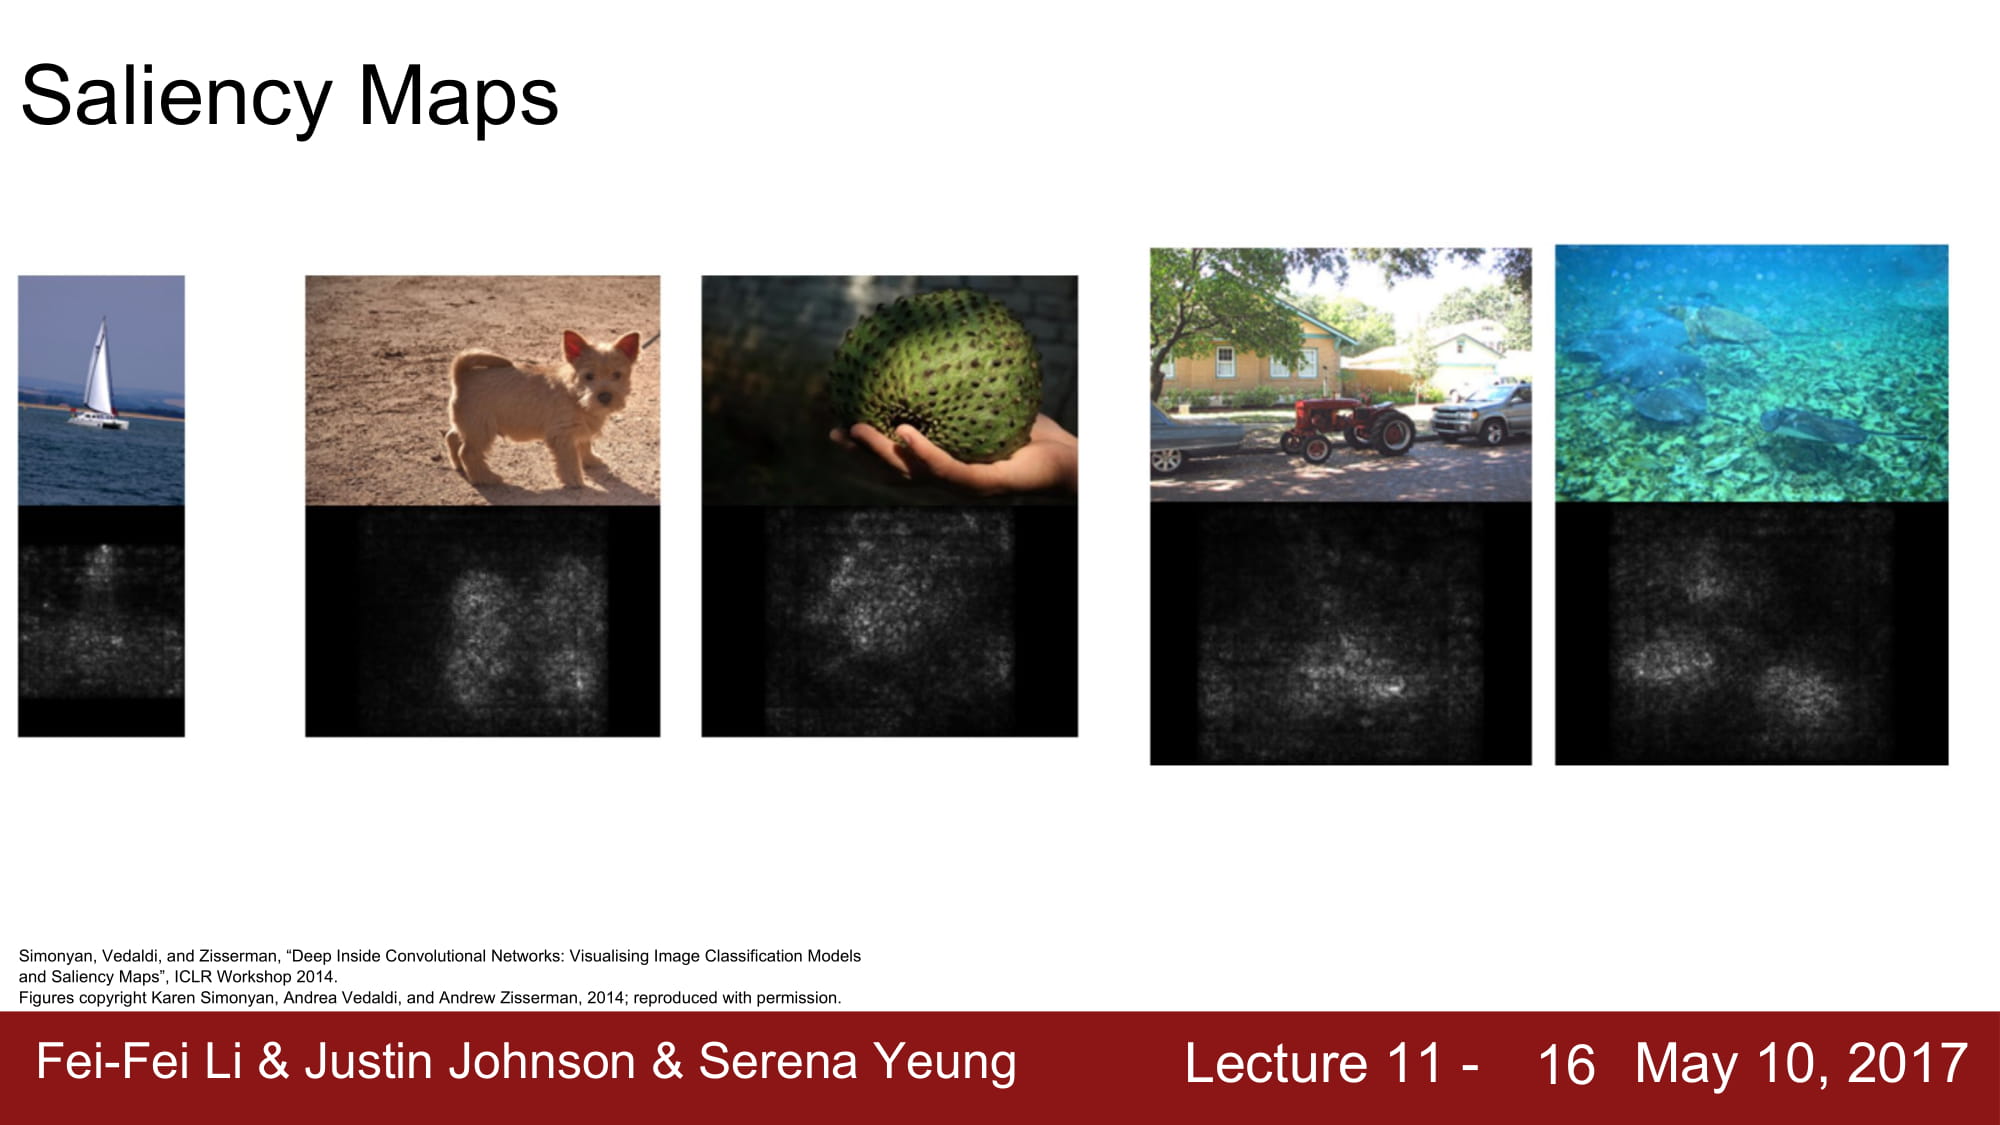 Saliency Maps
Simonyan, Vedaldi, and Zisserman, “Deep Inside Convolutional Networks: Visualising Image Classification Models
and Saliency Maps”, ICLR Workshop 2014.
Figures copyright Karen Simonyan, Andrea Vedaldi, and Andrew Zisserman, 2014; reproduced with permission.
Fei-Fei Li & Justin Johnson & Serena Yeung Lecture 11 - 16 May 10, 2017